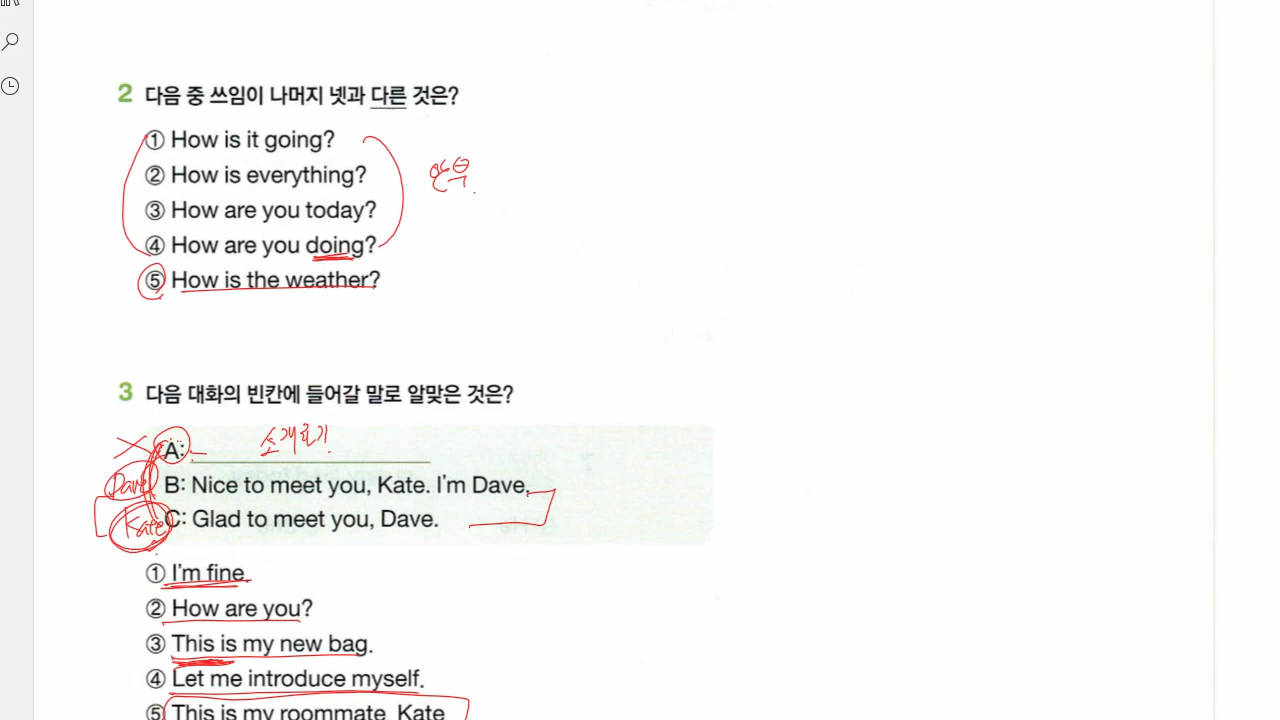 2 다음 중 쓰임이 나머지 넷과 다른 것은?
① How is it going?
② How is everything?
③ How are you today?
④ How are you doing?
⑤ How is the weather?
안부
3 다음 대화의 빈칸에 들어갈 말로 알맞은 것은?
소개하기
A:
Dave B: Nice to meet you, Kate. I'm Dave.
Kate C: Glad to meet you, Dave.
① I'm fine.
② How are you?
③ This is my new bag.
④ Let me introduce myself.
⑤ This is my roommate, Kate.